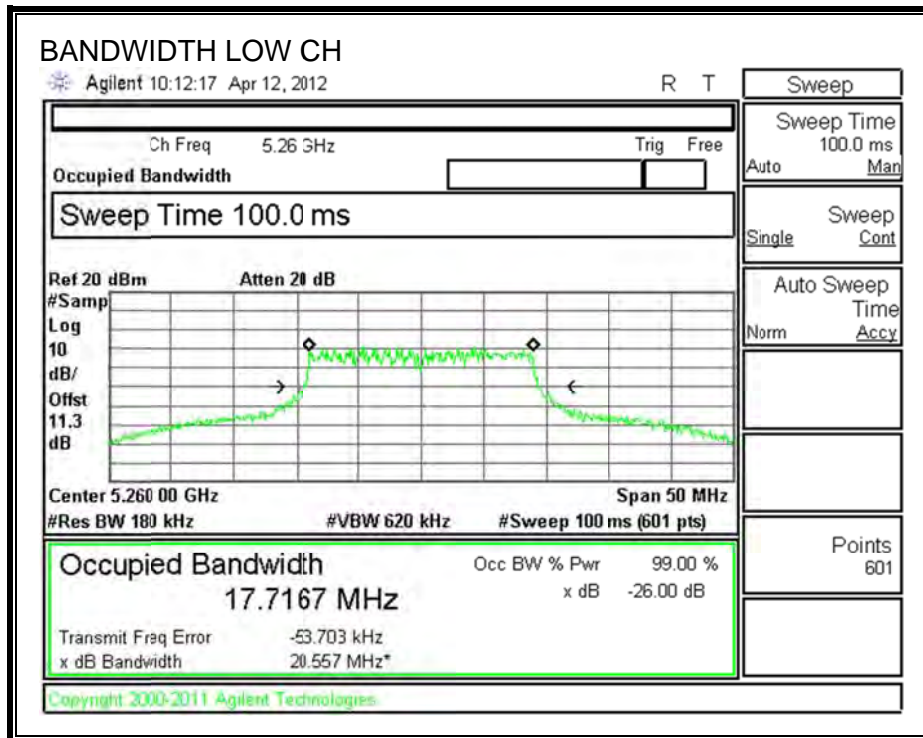 BANDWIDTH LOW CH
Agilent 10:12:17 Apr 12, 2012 R T
Ch Freq 5.26 GHz Trig Free
Occupied Bandwidth
Sweep Time 100.0 ms
Ref 20 dBm Atten 20 dB
#Samp
Log
10
dB/
Offst
11.3
dB
Center 5.260 00 GHz Span 50 MHz
#Res BW 180 kHz #VBW 620 kHz #Sweep 100 ms (601 pts)
Occupied Bandwidth Occ BW % Pwr 99.00 %
17.7167 MHz x dB -26.00 dB
Transmit Freq Error -53.703 kHz
x dB Bandwidth 20.557 MHz*
Copyright 2000-2011 Agilent Technologies
Sweep
Sweep Time
100.0 ms
Auto Man
Sweep
Single Cont
Auto Sweep
Time
Norm Accy
Points
601